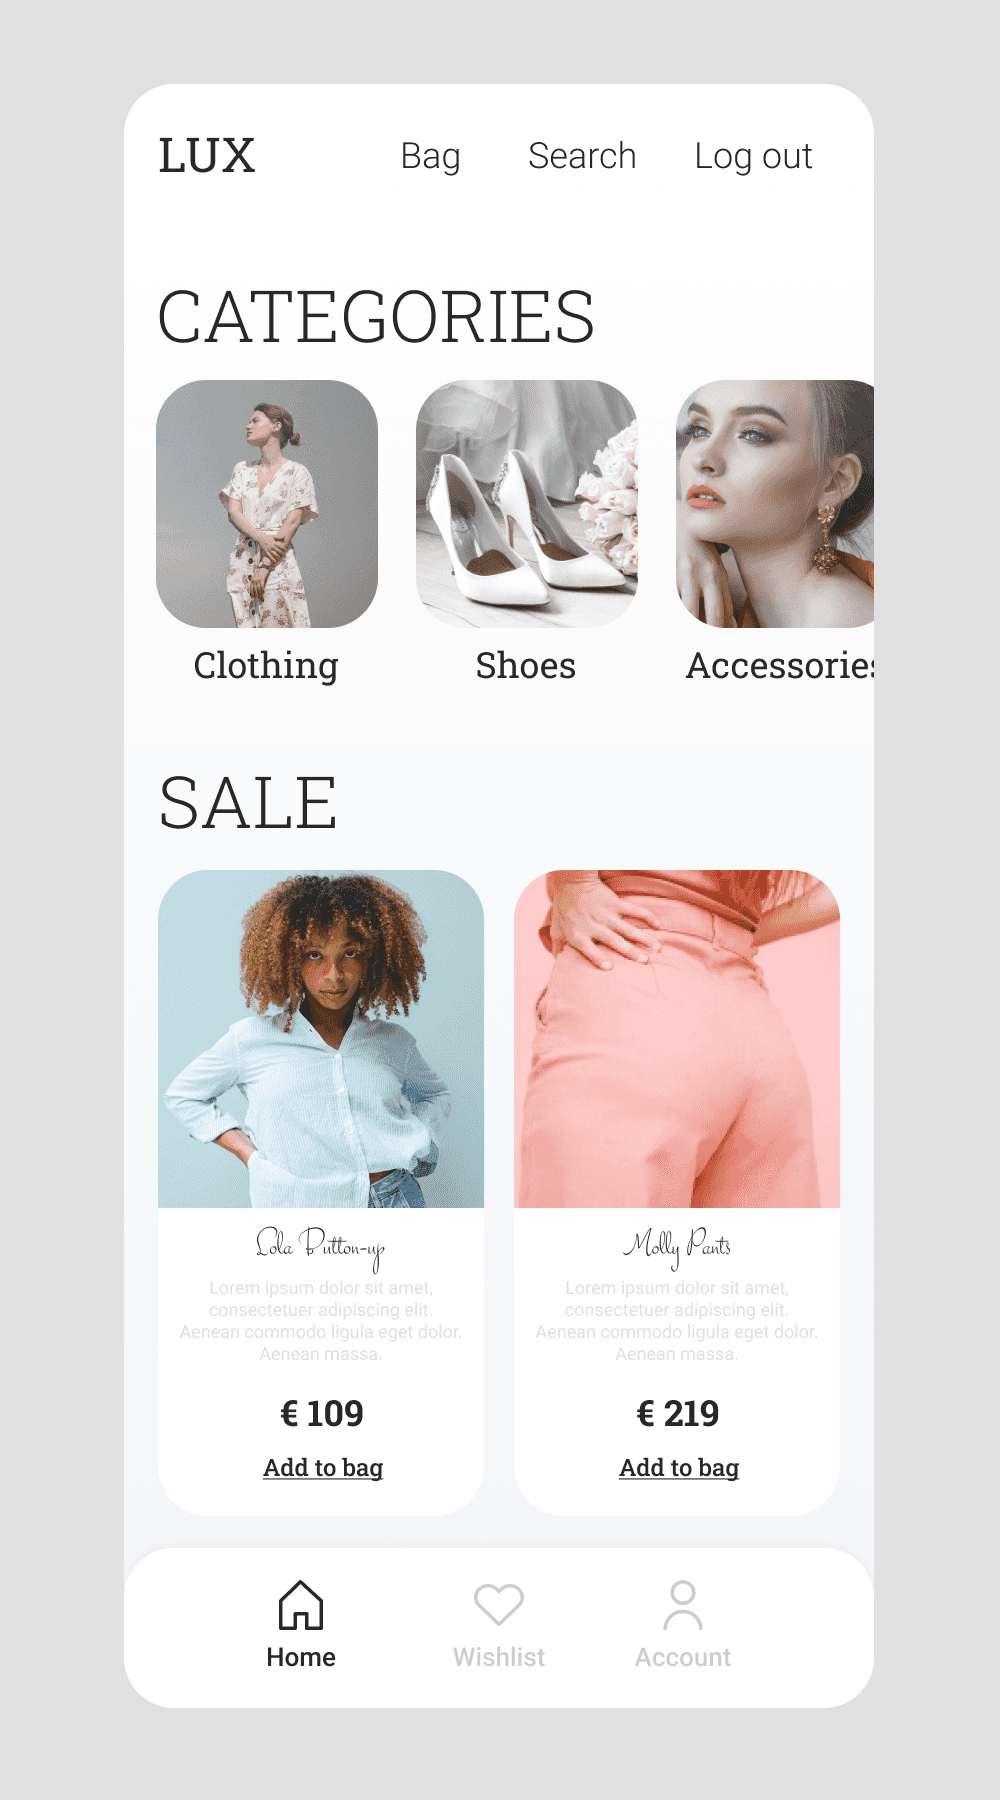 LUX Bag Search Log out
CATEGORIES
Clothing Shoes Accessories
SALE
Lola Button-up
Lorem ipsum dolor sit amet,
consectetuer adipiscing elit.
Aenean commodo ligula eget dolor.
Aenean massa.
€ 109
Add to bag
Molly Pants
Lorem ipsum dolor sit amet,
consectetuer adipiscing elit.
Aenean commodo ligula eget dolor.
Aenean massa.
€ 219
Add to bag
Home Wishlist Account